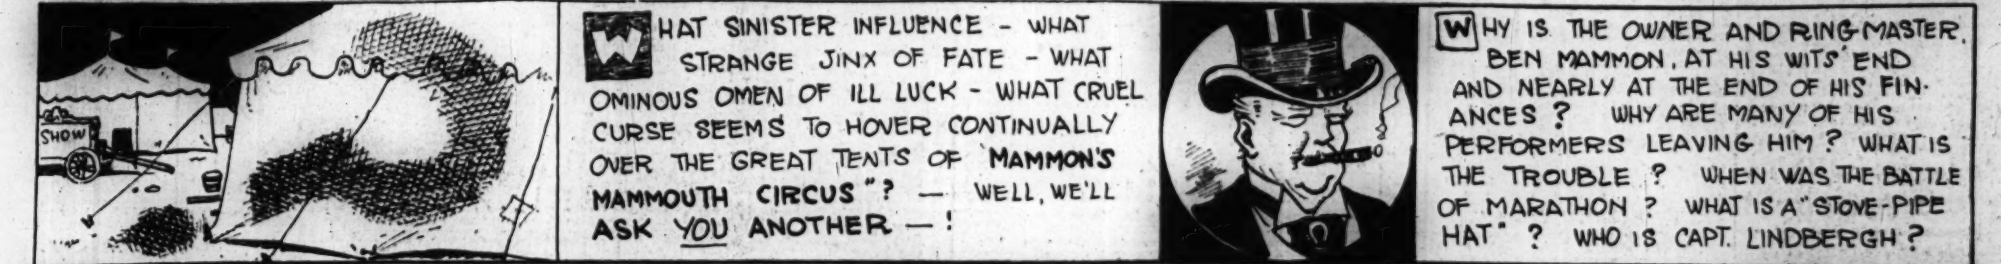 SHOW
WHAT SINISTER INFLUENCE - WHAT
STRANGE JINX OF FATE - WHAT
OMINOUS OMEN OF ILL LUCK - WHAT CRUEL
CURSE SEEMS TO HOVER CONTINUALLY
OVER THE GREAT TENTS OF "MAMMON'S
MAMMOUTH CIRCUS"? — WELL, WE'LL
ASK YOU ANOTHER — !
WHY IS THE OWNER AND RINGMASTER,
BEN MAMMON, AT HIS WITS' END
AND NEARLY AT THE END OF HIS FIN-
ANCES? WHY ARE MANY OF HIS
PERFORMERS LEAVING HIM? WHAT IS
THE TROUBLE? WHEN WAS THE BATTLE
OF MARATHON? WHAT IS A "STOVE-PIPE
HAT"? WHO IS CAPT. LINDBERGH?